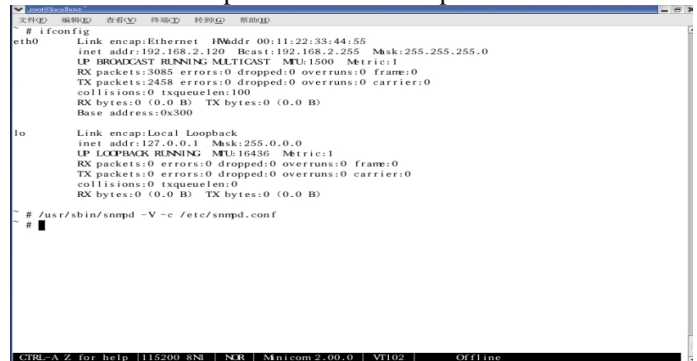 root@localhost:~
文件(F) 编辑(E) 查看(V) 终端(T) 转到(G) 帮助(H)
~ # ifconfig
eth0 Link encap:Ethernet HWaddr 00:11:22:33:44:55
inet addr:192.168.2.120 Bcast:192.168.2.255 Mask:255.255.255.0
UP BROADCAST RUNNING MULTICAST MTU:1500 Metric:1
RX packets:3085 errors:0 dropped:0 overruns:0 frame:0
TX packets:2458 errors:0 dropped:0 overruns:0 carrier:0
collisions:0 txqueuelen:100
RX bytes:0 (0.0 B) TX bytes:0 (0.0 B)
Base address:0x300
lo Link encap:Local Loopback
inet addr:127.0.0.1 Mask:255.0.0.0
UP LOOPBACK RUNNING MTU:16436 Metric:1
RX packets:0 errors:0 dropped:0 overruns:0 frame:0
TX packets:0 errors:0 dropped:0 overruns:0 carrier:0
collisions:0 txqueuelen:0
RX bytes:0 (0.0 B) TX bytes:0 (0.0 B)
~ # /usr/sbin/snmpd -V -c /etc/snmpd.conf
~ #
CTRL-A Z for help |115200 8N1 | NOR | Minicom 2.00.0 | VT102 | Offline